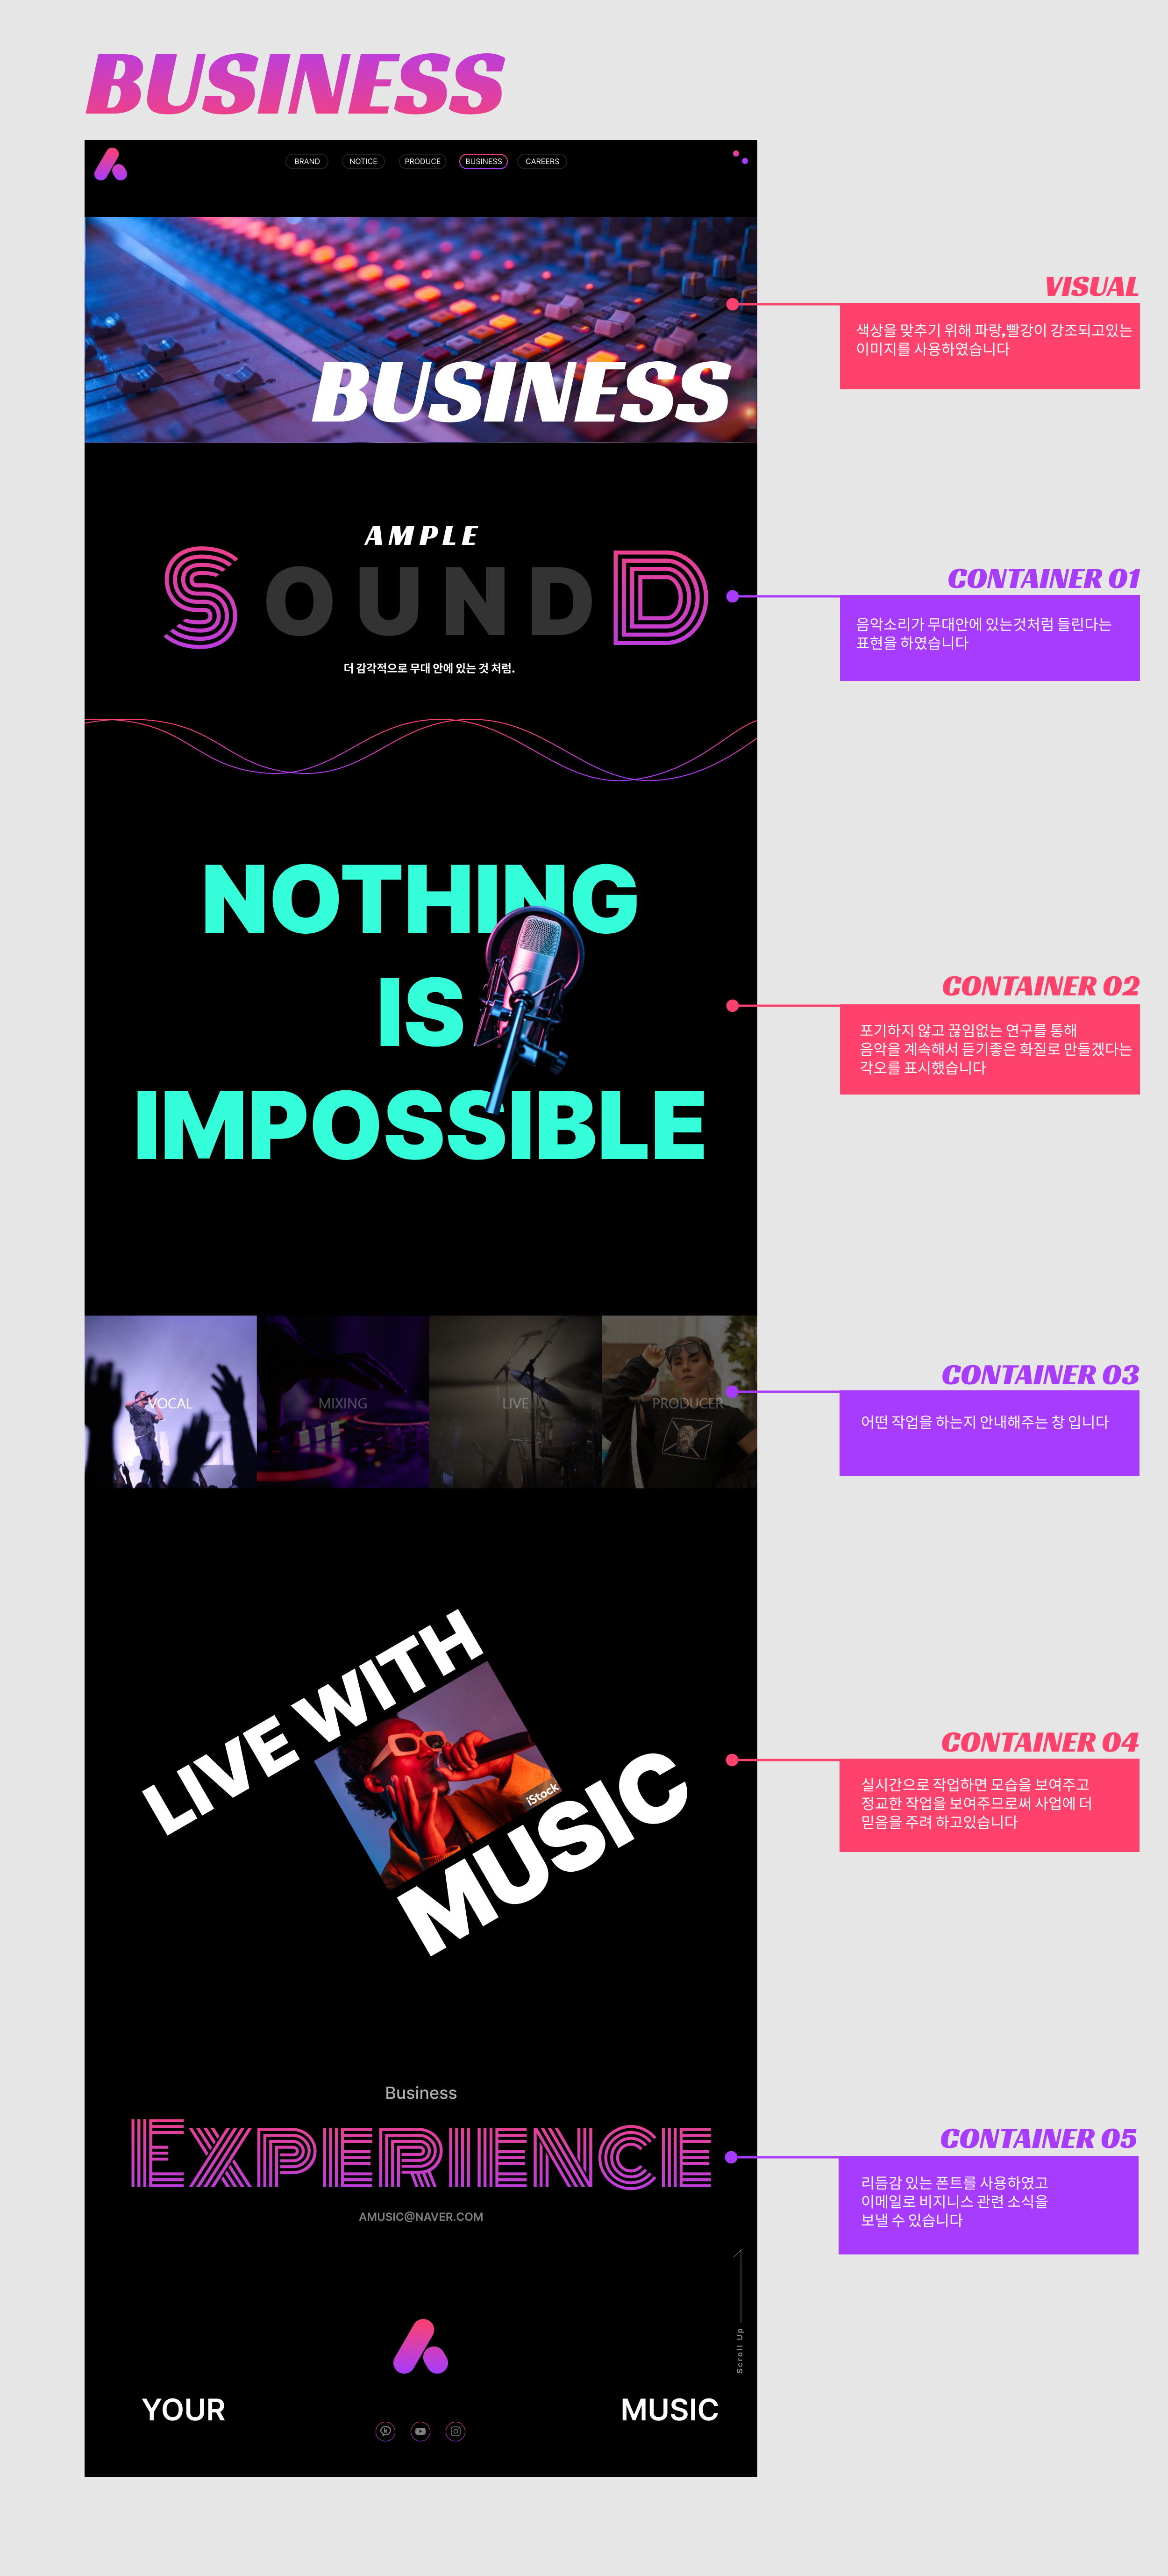 BUSINESS
BRAND
NOTICE
PRODUCE
BUSINESS
CAREERS
BUSINESS
VISUAL
색상을 맞추기 위해 파랑,빨강이 강조되고있는
이미지를 사용하였습니다
AMPLE
SOUND
더 감각적으로 무대 안에 있는 것 처럼.
CONTAINER 01
음악소리가 무대안에 있는것처럼 들린다는
표현을 하였습니다
NOTHING
IS
IMPOSSIBLE
CONTAINER 02
포기하지 않고 끊임없는 연구를 통해
음악을 계속해서 듣기좋은 화질로 만들겠다는
각오를 표시했습니다
VOCAL
MIXING
LIVE
PRODUCER
CONTAINER 03
어떤 작업을 하는지 안내해주는 창 입니다
LIVE WITH
iStock
MUSIC
CONTAINER 04
실시간으로 작업하면 모습을 보여주고
정교한 작업을 보여주므로써 사업에 더
믿음을 주려 하고있습니다
Business
EXPERIENCE
AMUSIC@NAVER.COM
CONTAINER 05
리듬감 있는 폰트를 사용하였고
이메일로 비지니스 관련 소식을
보낼 수 있습니다
Scroll Up
YOUR
MUSIC